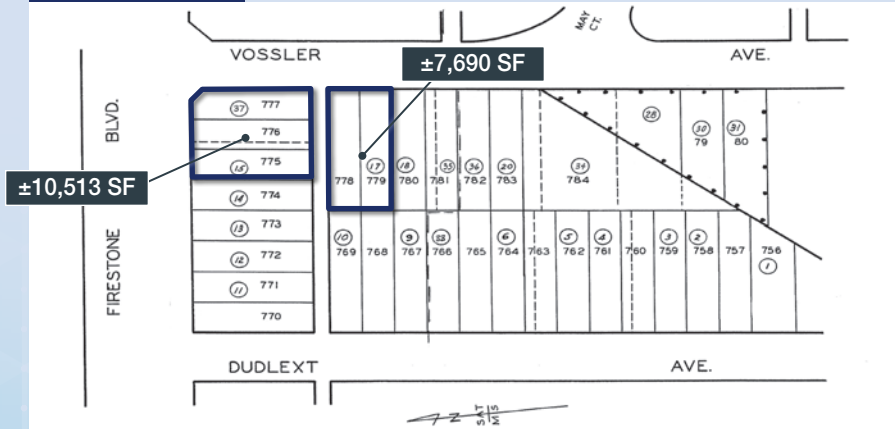 MAY
CT.
VOSSLER AVE.
±7,690 SF
BLVD.
FIRESTONE
±10,513 SF
37 777
776
15 775
14 774
13 773
12 772
11 771
770
17 18 35 36 20 34 28 30 31
778 779 780 781 782 783 784 79 80
10 9 33 6 5 4 3 2
769 768 767 766 765 764 763 762 761 760 759 758 757 756
1
DUDLEXT AVE.
N